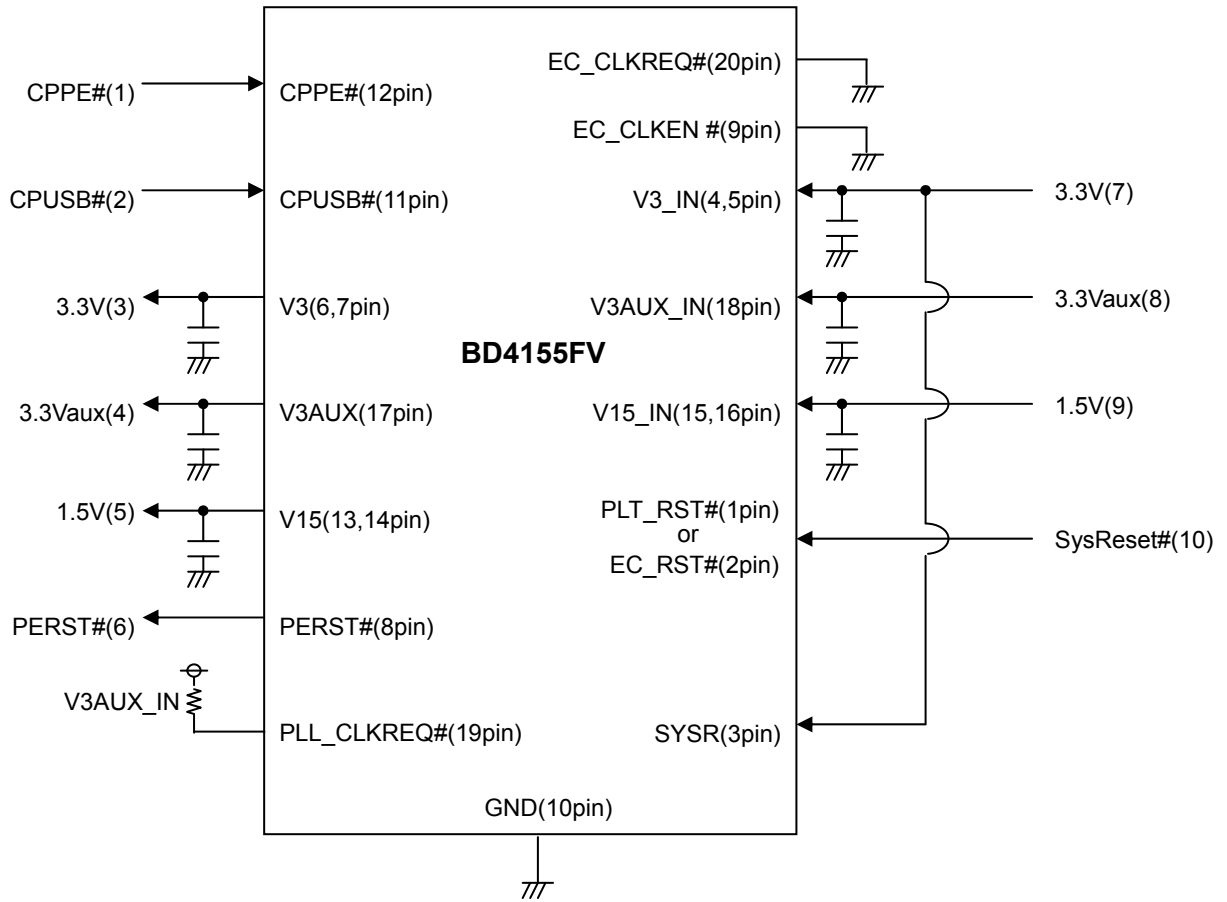 EC_CLKREQ#(20pin)
CPPE#(1)
CPPE#(12pin)
EC_CLKEN #(9pin)
CPUSB#(2)
CPUSB#(11pin)
V3_IN(4,5pin)
3.3V(7)
3.3V(3)
V3(6,7pin)
V3AUX_IN(18pin)
3.3Vaux(8)
BD4155FV
3.3Vaux(4)
V3AUX(17pin)
V15_IN(15,16pin)
1.5V(9)
1.5V(5)
V15(13,14pin)
PLT_RST#(1pin)
or
EC_RST#(2pin)
SysReset#(10)
PERST#(6)
PERST#(8pin)
V3AUX_IN
PLL_CLKREQ#(19pin)
SYSR(3pin)
GND(10pin)